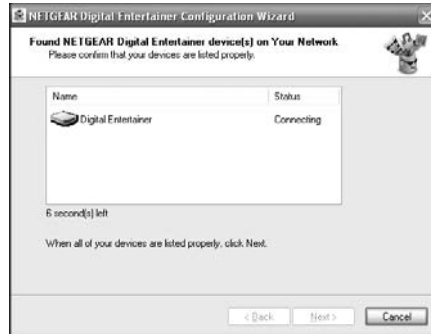 NETGEAR Digital Entertainer Configuration Wizard
Found NETGEAR Digital Entertainer device(s) on Your Network
Please confirm that your devices are listed properly.
Name Status
Digital Entertainer Connecting
6 second(s) left
When all of your devices are listed properly, click Next.
< Back Next > Cancel